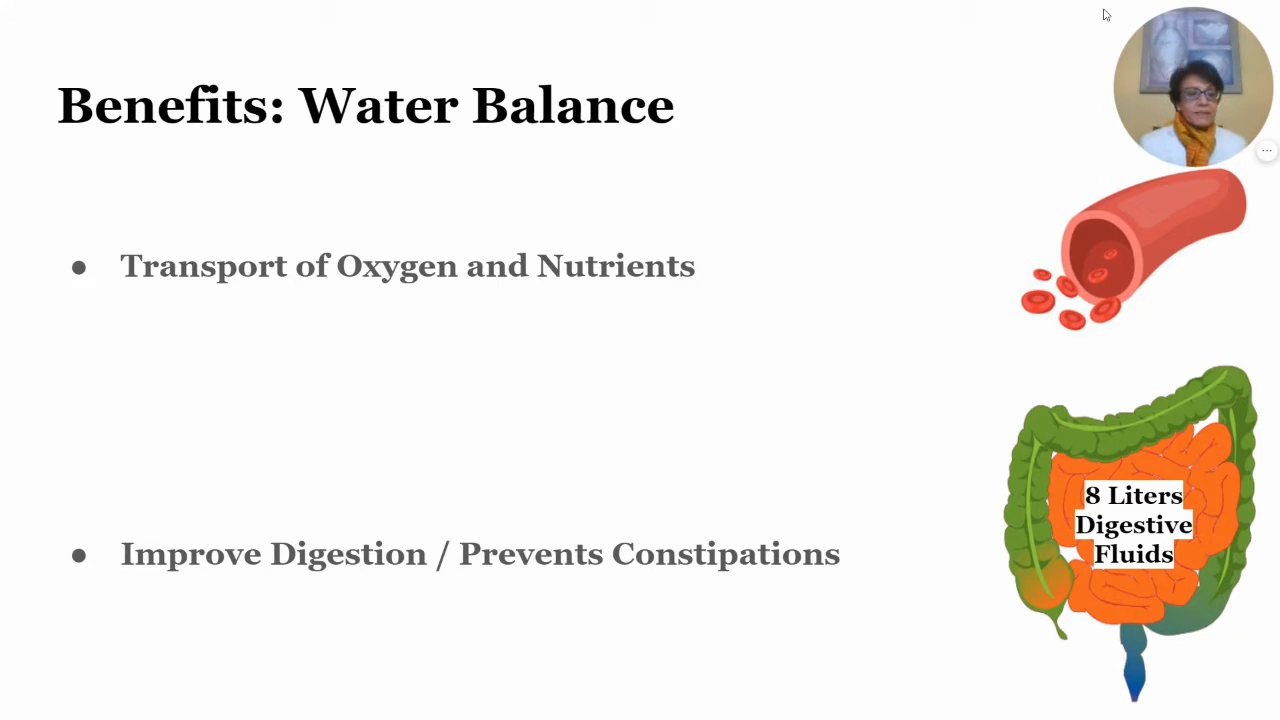 Benefits: Water Balance
● Transport of Oxygen and Nutrients
8 Liters
Digestive
Fluids
● Improve Digestion / Prevents Constipations